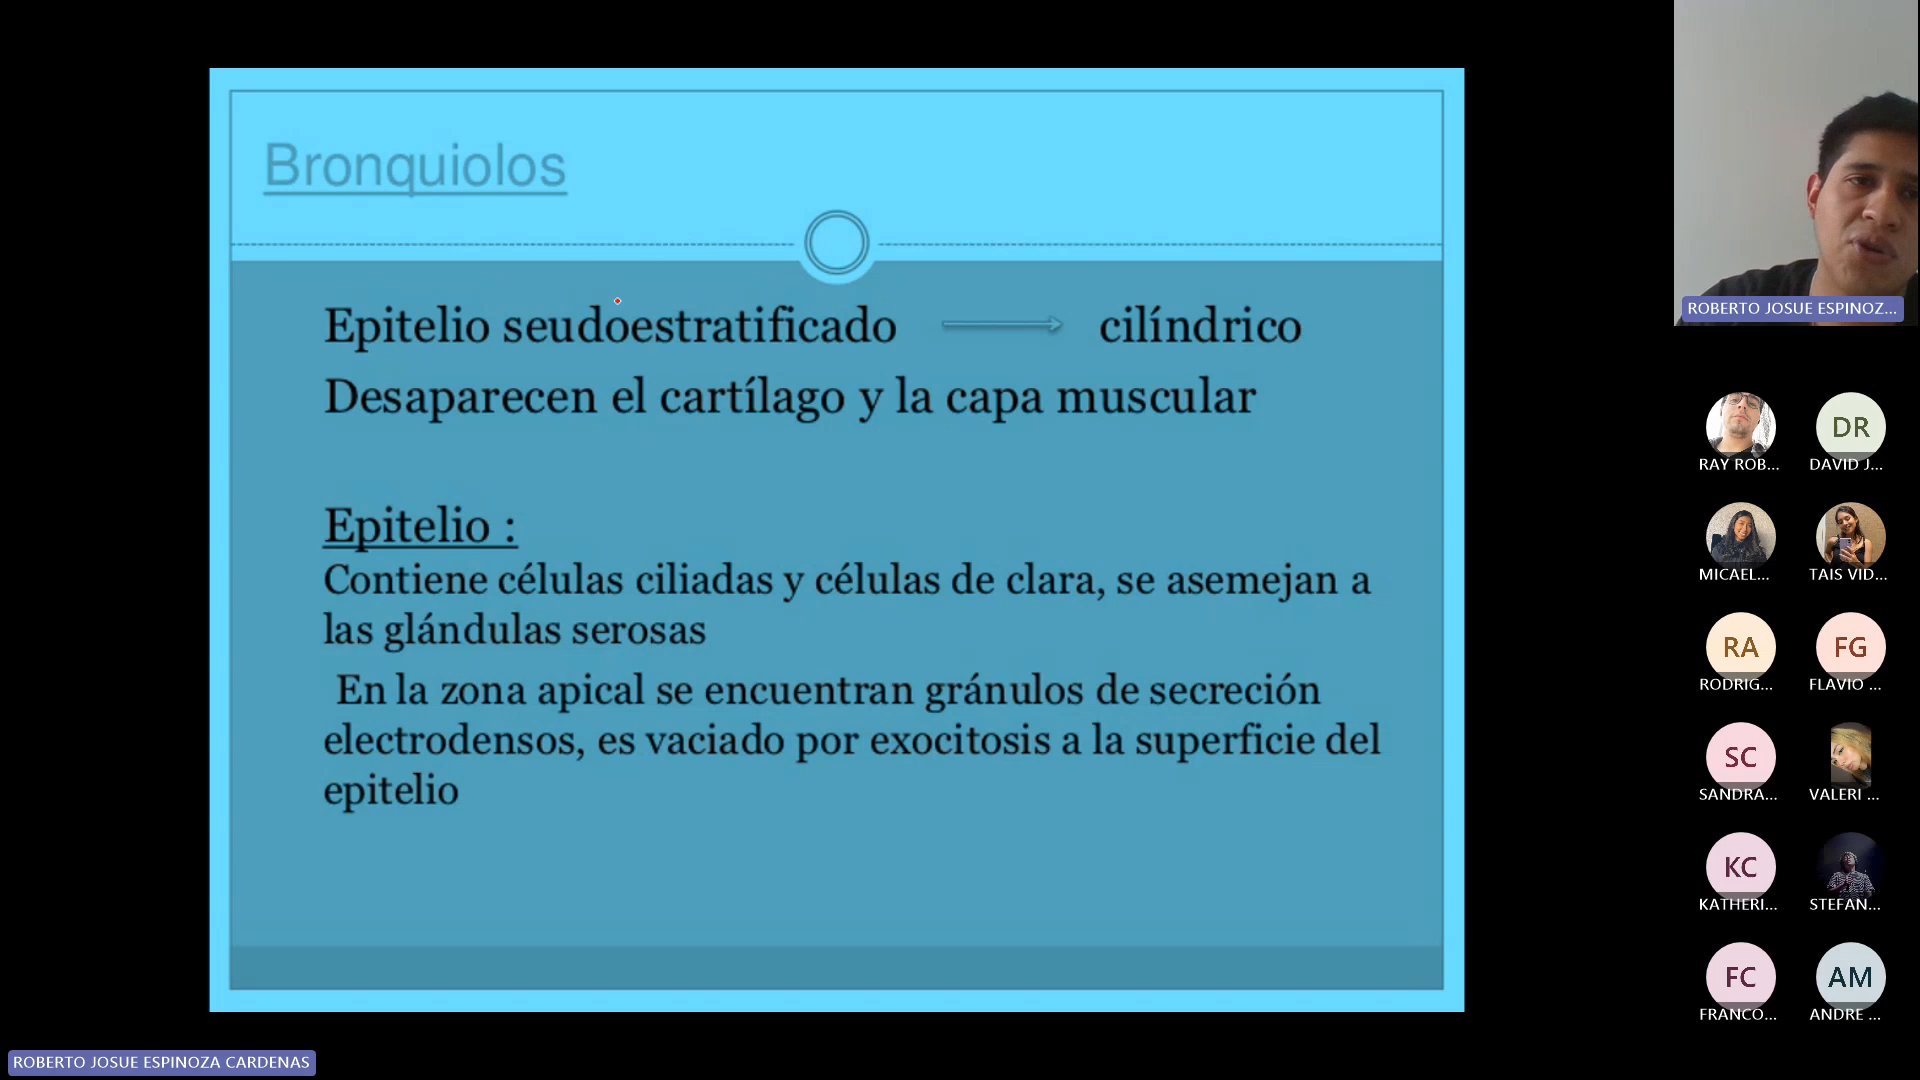 Bronquiolos
Epitelio seudoestratificado cilíndrico
Desaparecen el cartílago y la capa muscular
Epitelio :
Contiene células ciliadas y células de clara, se asemejan a
las glándulas serosas
En la zona apical se encuentran gránulos de secreción
electrodensos, es vaciado por exocitosis a la superficie del
epitelio
ROBERTO JOSUE ESPINOZ...
RAY ROB...
DR
DAVID J...
MICAEL...
TAIS VID...
RA
RODRIG...
FG
FLAVIO ...
SC
SANDRA...
VALERI ...
KC
KATHERI...
STEFAN...
FC
FRANCO...
AM
ANDRE ...
ROBERTO JOSUE ESPINOZA CARDENAS